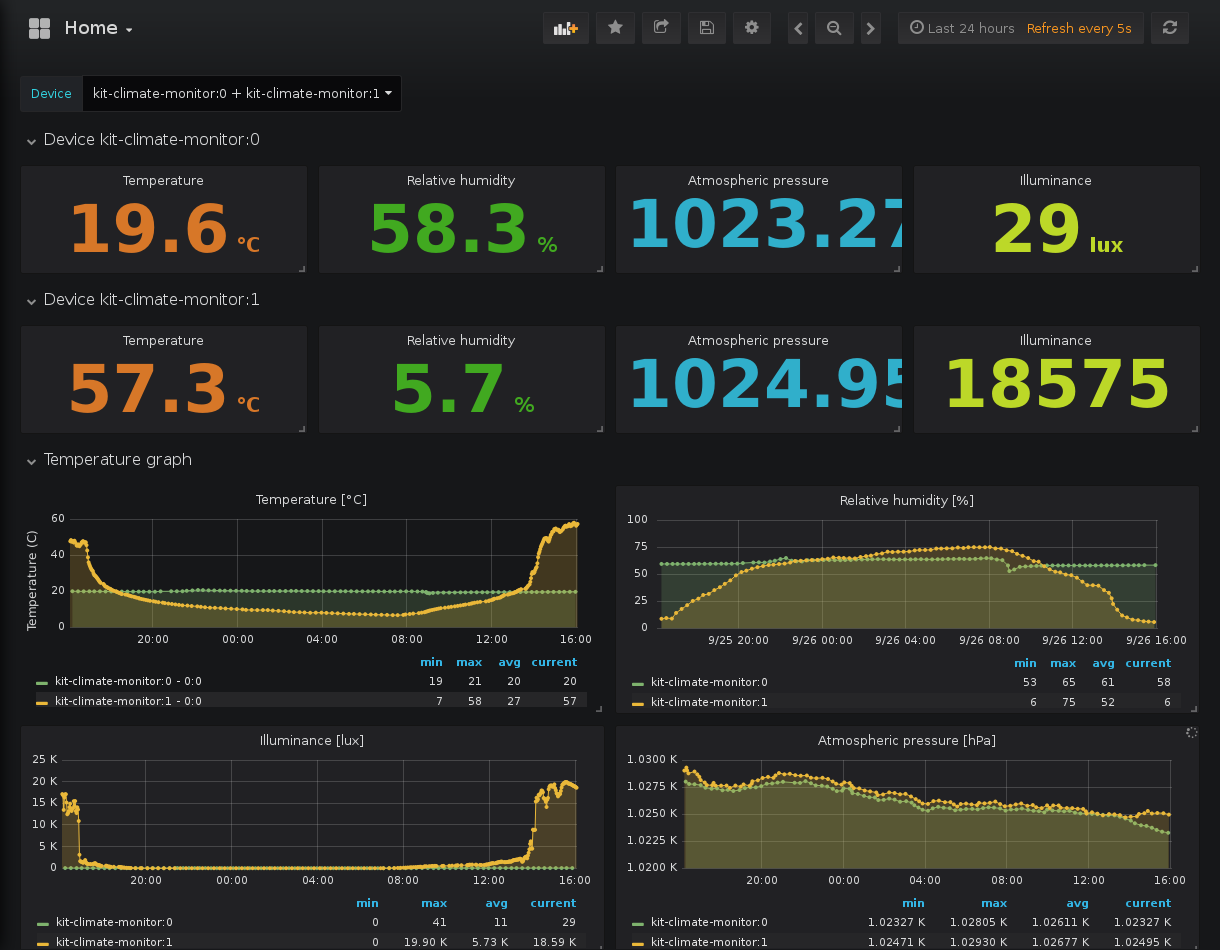 Home
Last 24 hours Refresh every 5s
Device kit-climate-monitor:0 + kit-climate-monitor:1
Device kit-climate-monitor:0
Temperature Relative humidity Atmospheric pressure Illuminance
19.6 °C 58.3 % 1023.27 29 lux
Device kit-climate-monitor:1
Temperature Relative humidity Atmospheric pressure Illuminance
57.3 °C 5.7 % 1024.95 18575
Temperature graph
Temperature [°C]
Temperature (C)
60
40
20
0
20:00 00:00 04:00 08:00 12:00 16:00
min max avg current
kit-climate-monitor:0 - 0:0 19 21 20 20
kit-climate-monitor:1 - 0:0 7 58 27 57
Relative humidity [%]
100
75
50
25
0
9/25 20:00 9/26 00:00 9/26 04:00 9/26 08:00 9/26 12:00 9/26 16:00
min max avg current
kit-climate-monitor:0 53 65 61 58
kit-climate-monitor:1 6 75 52 6
Illuminance [lux]
25 K
20 K
15 K
10 K
5 K
0
20:00 00:00 04:00 08:00 12:00 16:00
min max avg current
kit-climate-monitor:0 0 41 11 29
kit-climate-monitor:1 0 19.90 K 5.73 K 18.59 K
Atmospheric pressure [hPa]
1.0300 K
1.0275 K
1.0250 K
1.0225 K
1.0200 K
20:00 00:00 04:00 08:00 12:00 16:00
min max avg current
kit-climate-monitor:0 1.02327 K 1.02805 K 1.02611 K 1.02327 K
kit-climate-monitor:1 1.02471 K 1.02930 K 1.02677 K 1.02495 K